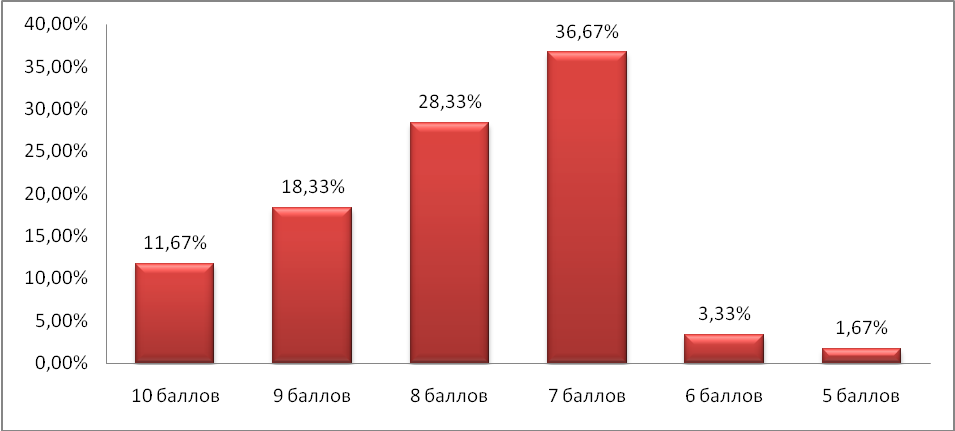 40,00%
35,00%
30,00%
25,00%
20,00%
15,00%
10,00%
5,00%
0,00%
11,67%
18,33%
28,33%
36,67%
3,33%
1,67%
10 баллов
9 баллов
8 баллов
7 баллов
6 баллов
5 баллов